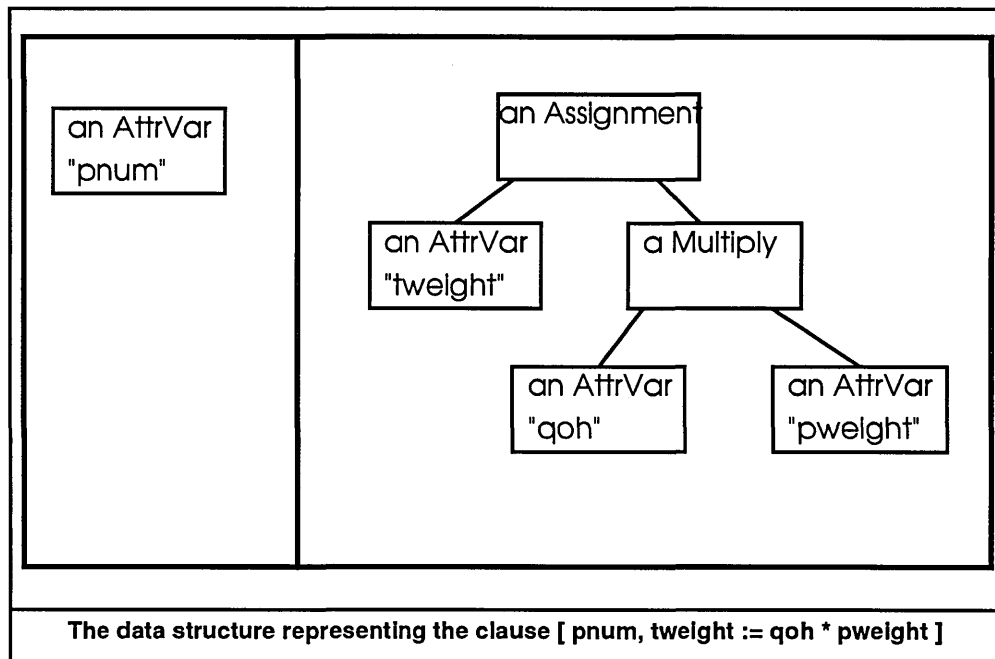 an AttrVar
"pnum"
an Assignment
an AttrVar
"tweight"
a Multiply
an AttrVar
"qoh"
an AttrVar
"pweight"
The data structure representing the clause [ pnum, tweight := qoh * pweight ]